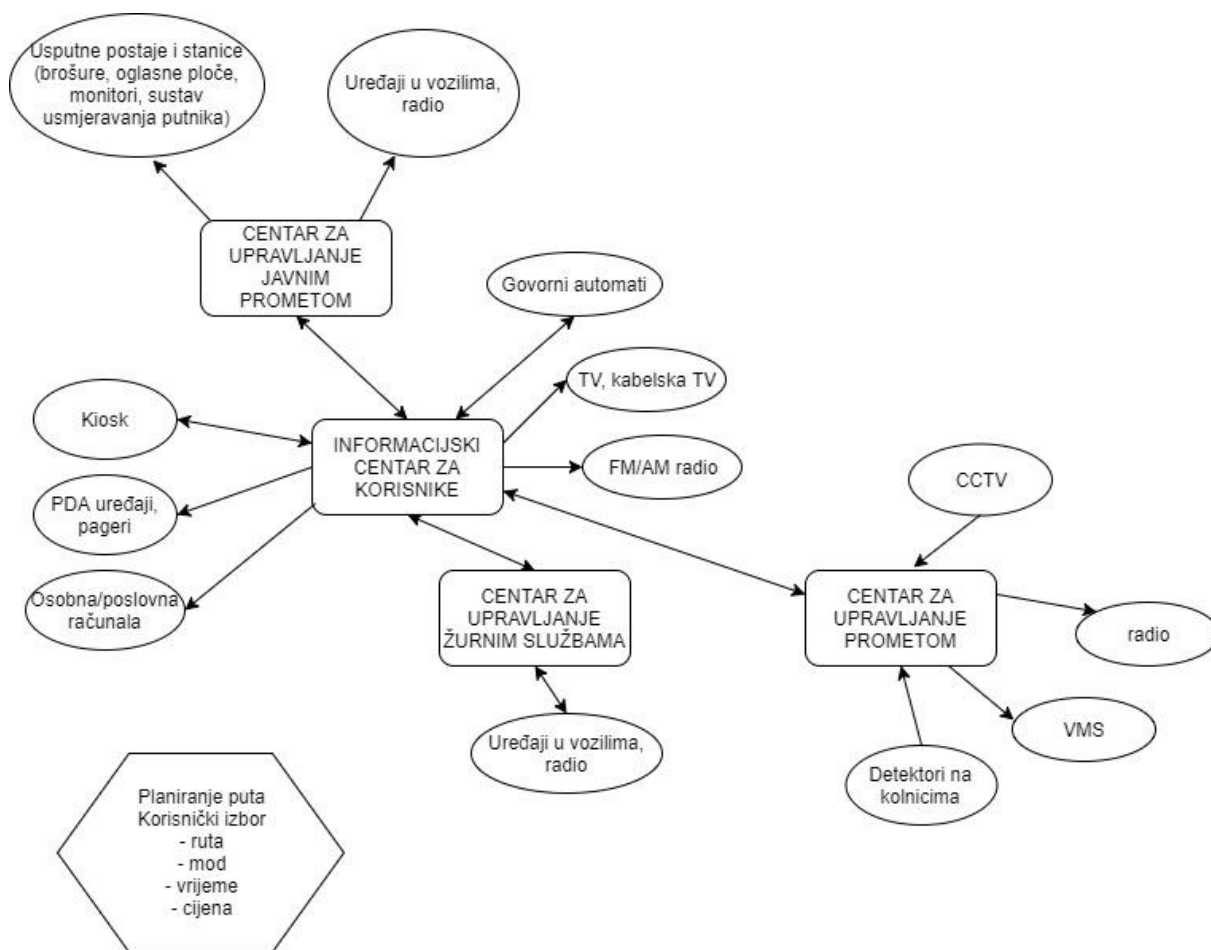 Usputne postaje i stanice
(brošure, oglasne ploče,
monitori, sustav
usmjeravanja putnika)
Uređaji u vozilima,
radio
CENTAR ZA
UPRAVLJANJE
JAVNIM
PROMETOM
Govorni automati
TV, kabelska TV
Kiosk
INFORMACIJSKI
CENTAR ZA
KORISNIKE
FM/AM radio
CCTV
PDA uređaji,
pageri
Osobna/poslovna
računala
CENTAR ZA
UPRAVLJANJE
ŽURNIM SLUŽBAMA
CENTAR ZA
UPRAVLJANJE
PROMETOM
radio
VMS
Uređaji u vozilima,
radio
Detektori na
kolnicima
Planiranje puta
Korisnički izbor
- ruta
- mod
- vrijeme
- cijena